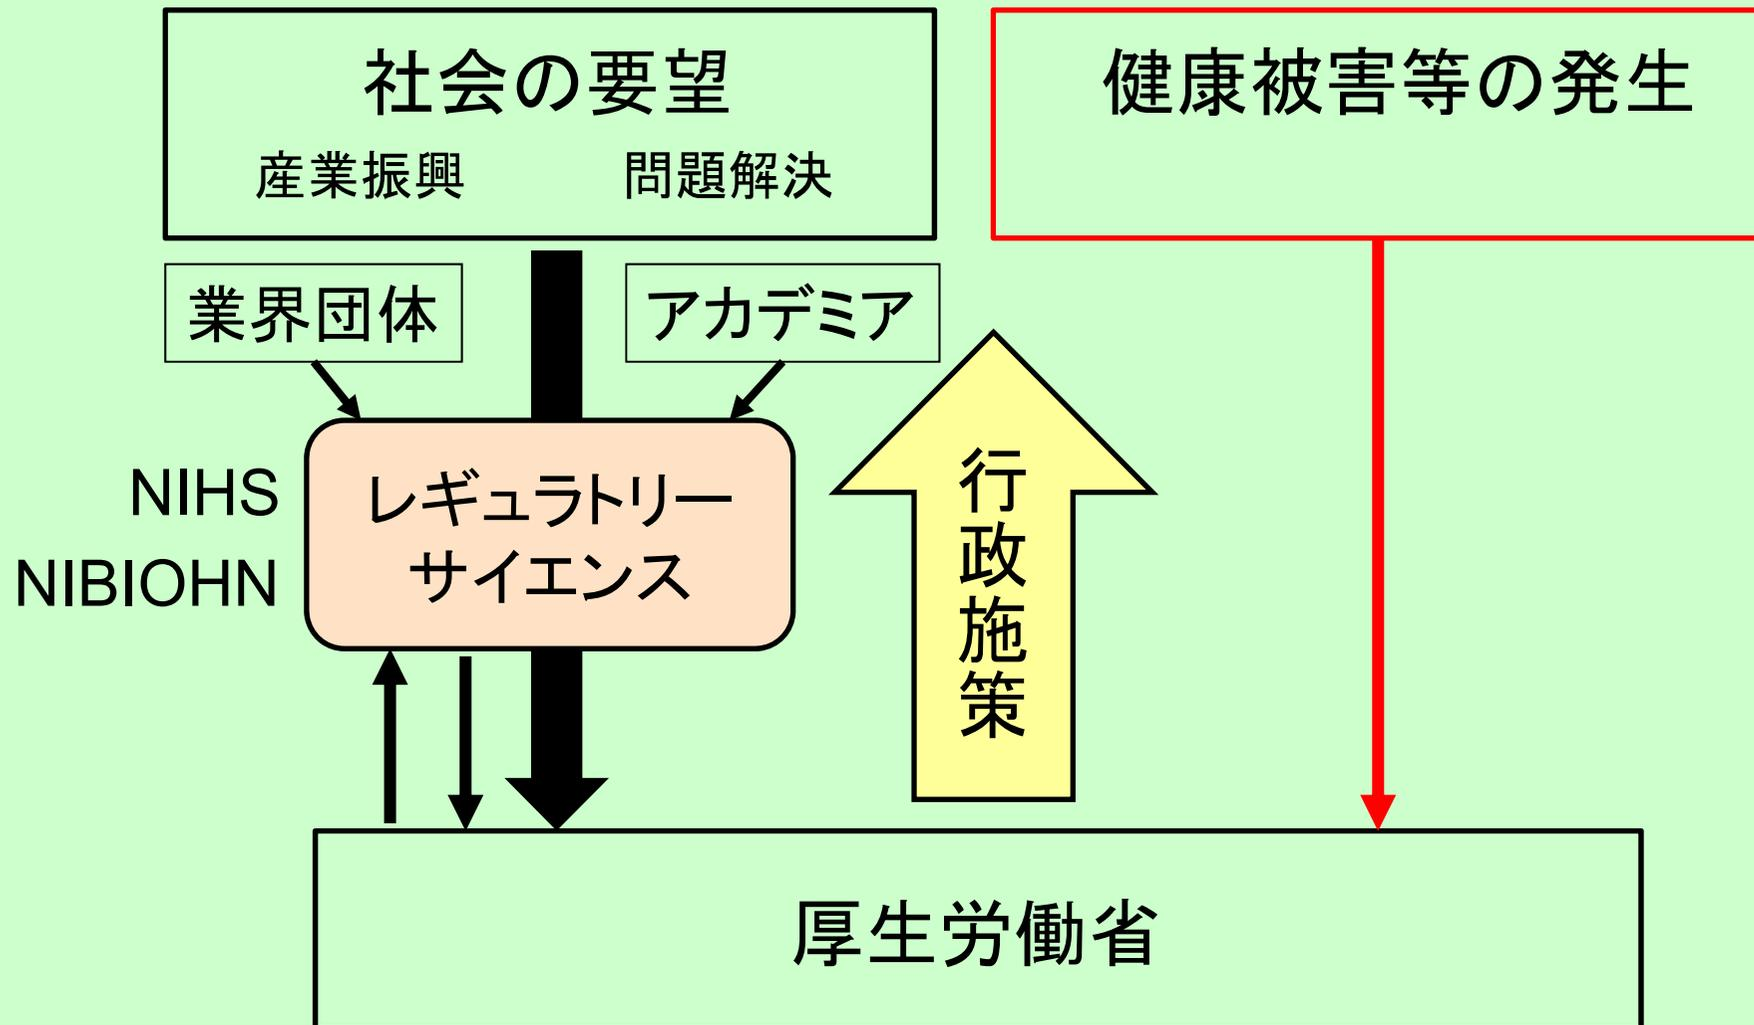 社会の要望
産業振興 問題解決
健康被害等の発生
業界団体
アカデミア
NIHS
NIBIOHN
レギュラトリー
サイエンス
行政施策
厚生労働省